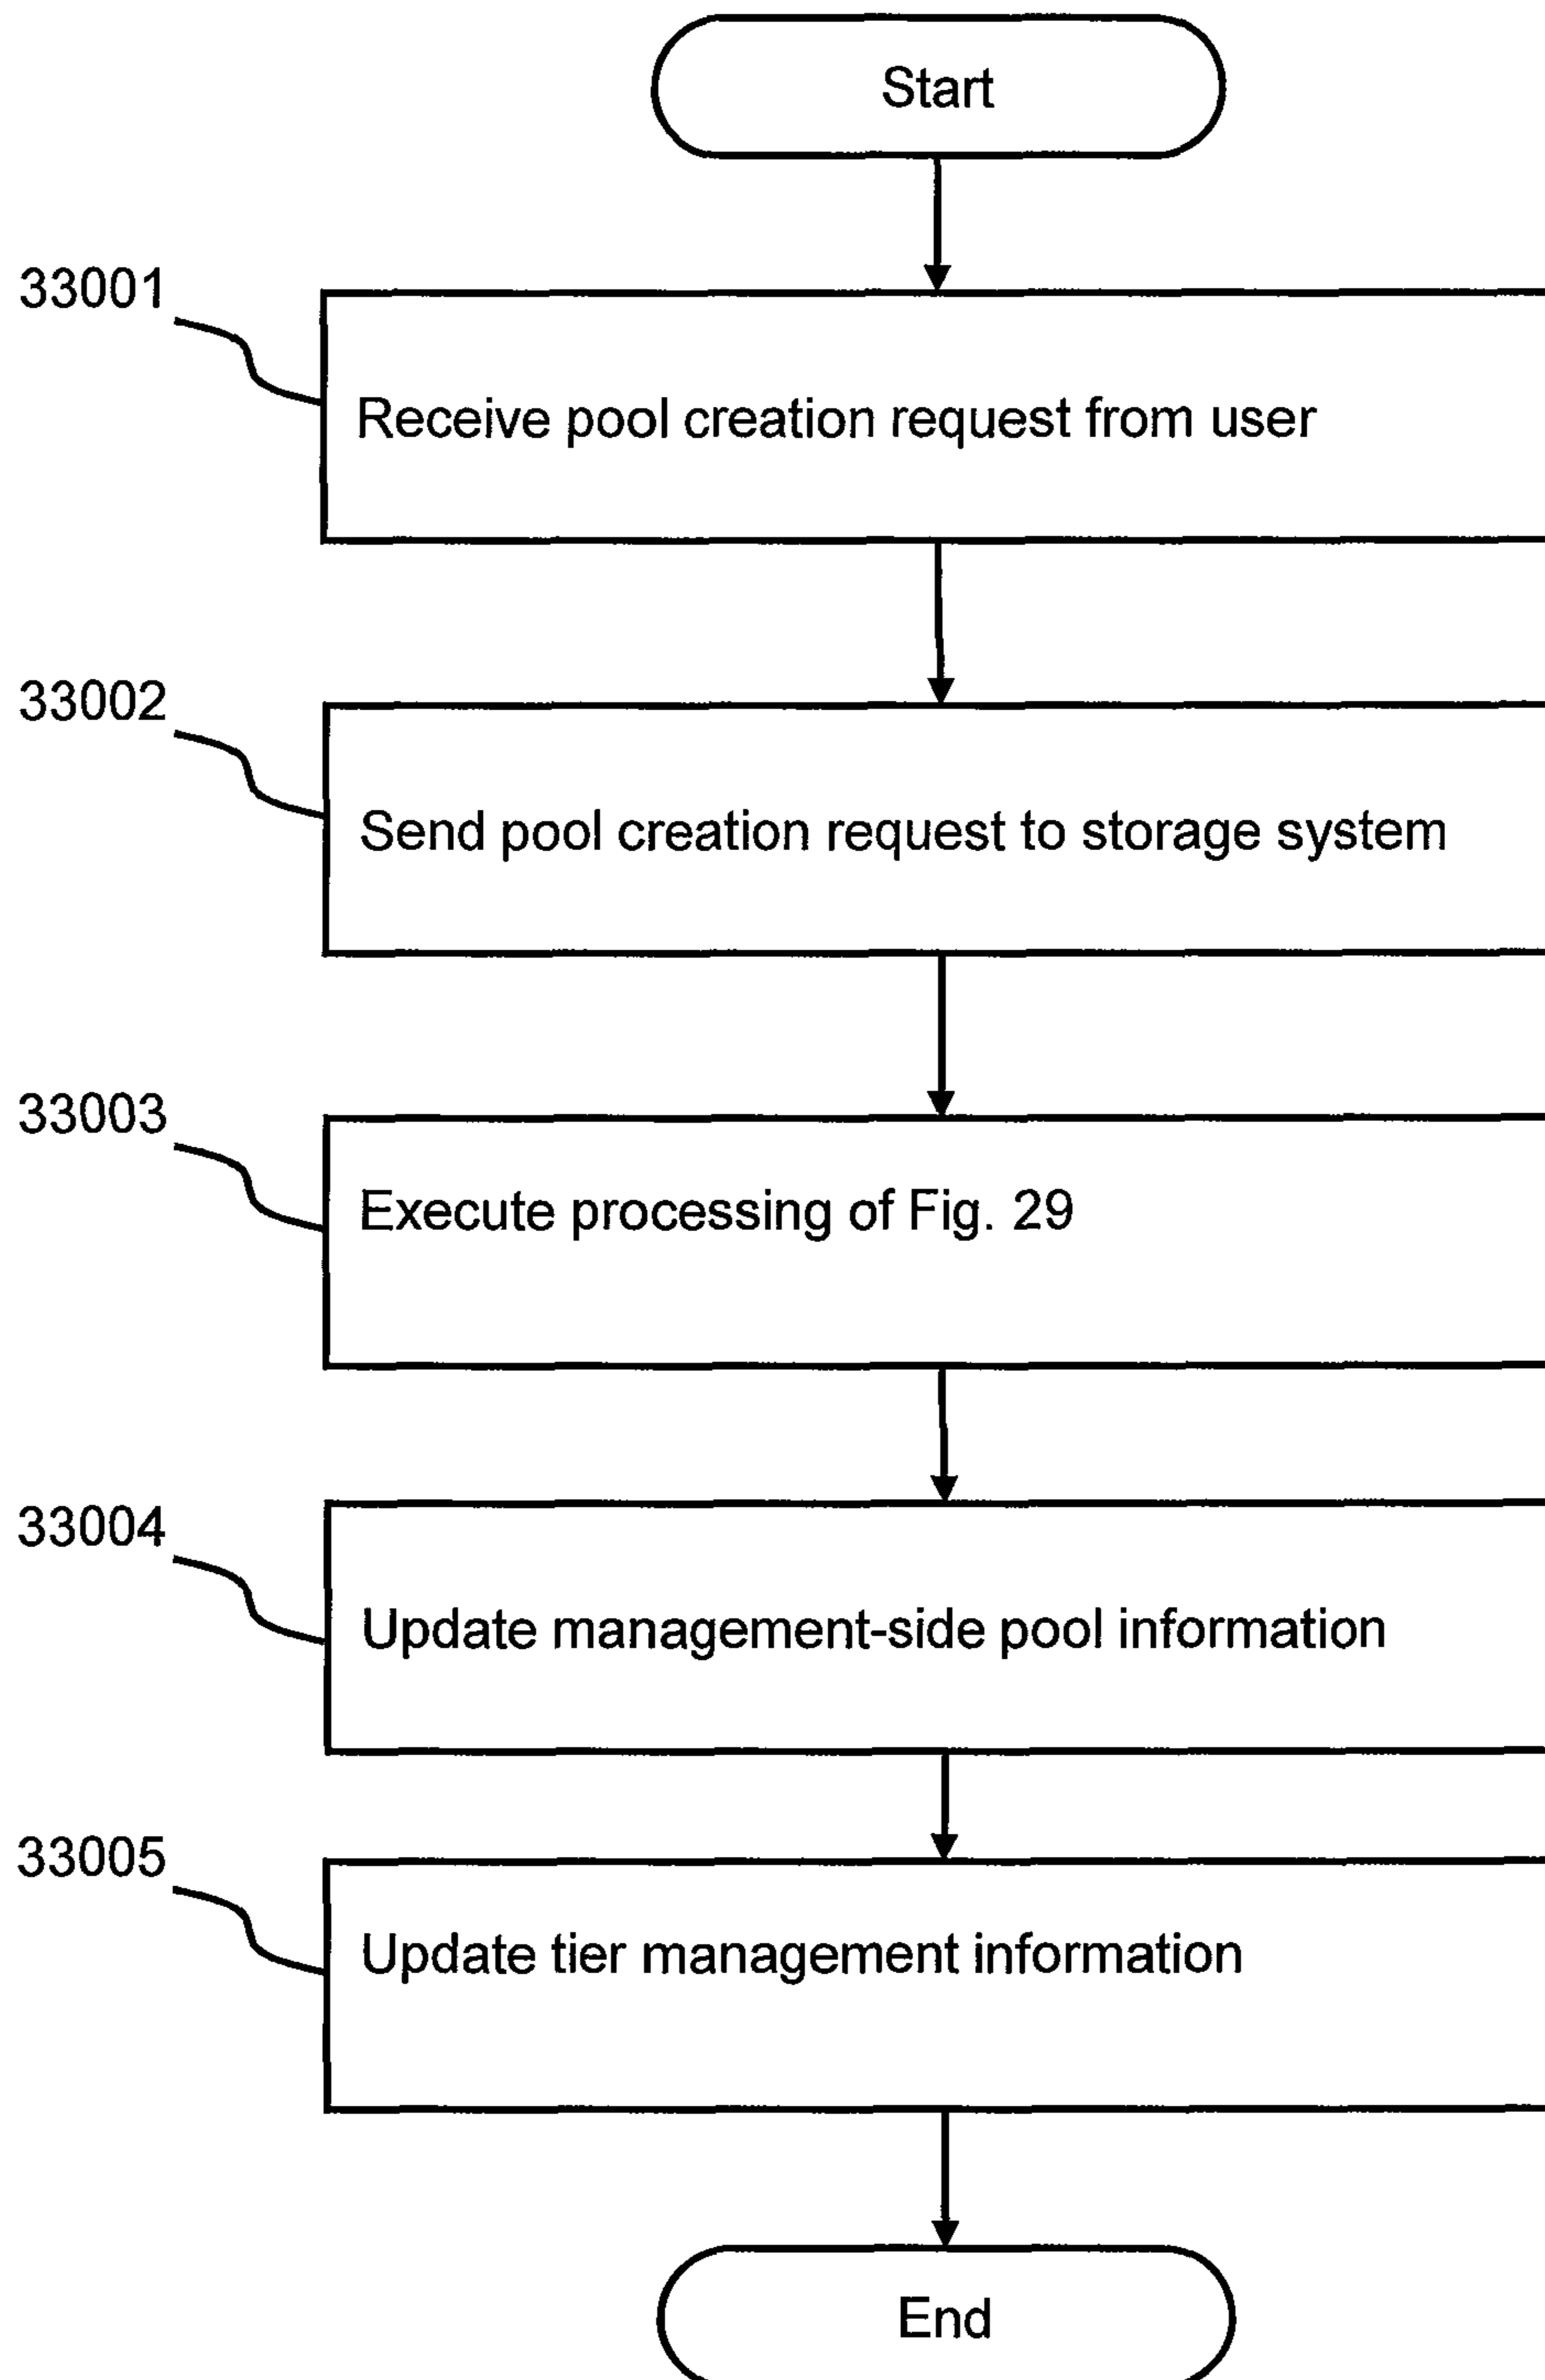 Start
33001
Receive pool creation request from user
33002
Send pool creation request to storage system
33003
Execute processing of Fig. 29
33004
Update management-side pool information
33005
Update tier management information
End